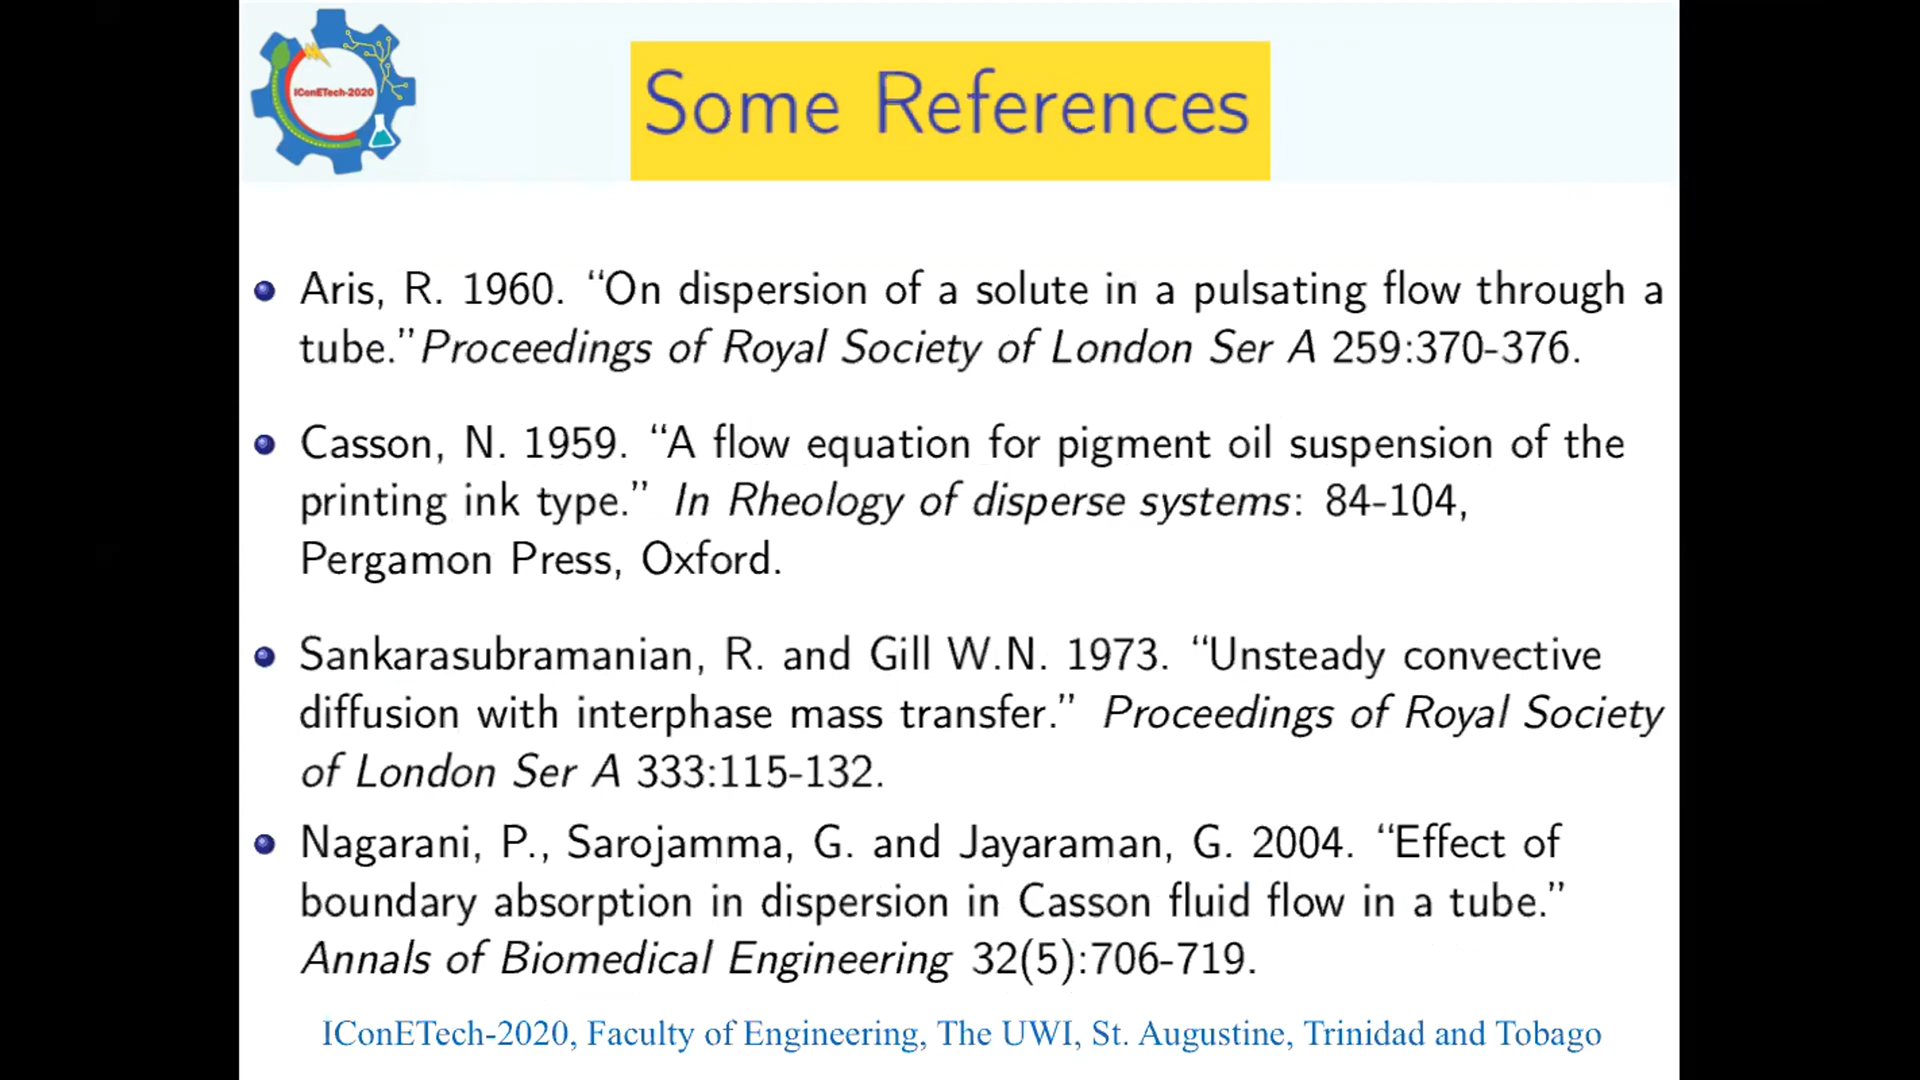 IConETech-2020
Some References
Aris, R. 1960. “On dispersion of a solute in a pulsating flow through a
tube.”Proceedings of Royal Society of London Ser A 259:370-376.
Casson, N. 1959. “A flow equation for pigment oil suspension of the
printing ink type.” In Rheology of disperse systems: 84-104,
Pergamon Press, Oxford.
Sankarasubramanian, R. and Gill W.N. 1973. “Unsteady convective
diffusion with interphase mass transfer.” Proceedings of Royal Society
of London Ser A 333:115-132.
Nagarani, P., Sarojamma, G. and Jayaraman, G. 2004. “Effect of
boundary absorption in dispersion in Casson fluid flow in a tube.”
Annals of Biomedical Engineering 32(5):706-719.
IConETech-2020, Faculty of Engineering, The UWI, St. Augustine, Trinidad and Tobago